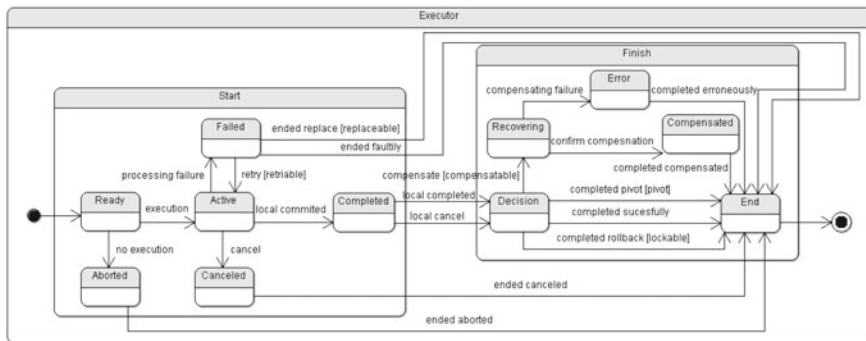 Executor
Finish
Start
Error
compensating failure
completed erroneously
Failed
ended replace [replaceable]
Recovering
Compensated
ended faultily
confirm compesnation
processing failure
retry [retriable]
compensate [compensatable]
completed compensated
Ready
execution
Active
local commited
Completed
local completed
local cancel
Decision
completed pivot [pivot]
completed sucesfully
End
no execution
cancel
completed rollback [lockable]
Aborted
Canceled
ended canceled
ended aborted